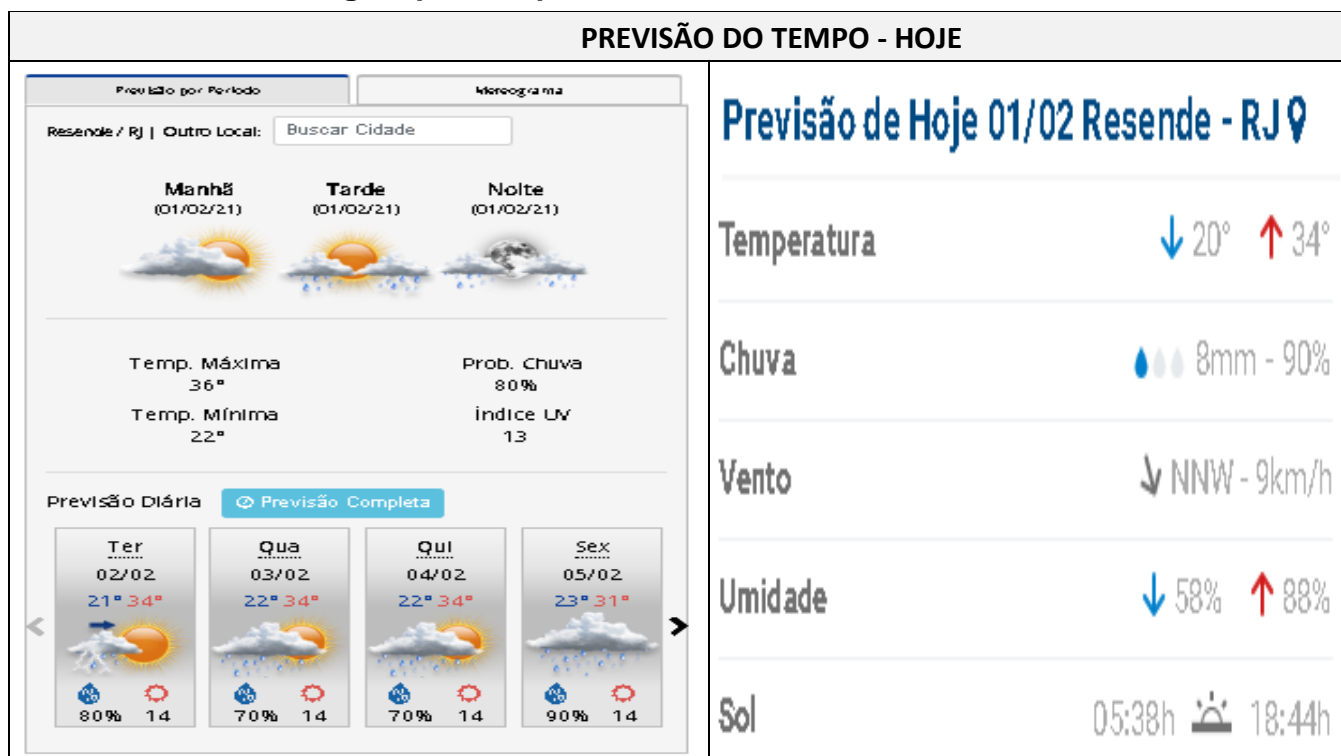 PREVISÃO DO TEMPO - HOJE
Previsão por Período
Meteograma
Resende / RJ | Outro Local: Buscar Cidade
Manhã Tarde Noite
(01/02/21) (01/02/21) (01/02/21)
Temp. Máxima Prob. Chuva
36° 80%
Temp. Mínima Índice UV
22° 13
Previsão Diária Previsão Completa
Ter Qua Qui Sex
02/02 03/02 04/02 05/02
21° 34° 22° 34° 22° 34° 23° 31°
80% 14 70% 14 70% 14 90% 14
Previsão de Hoje 01/02 Resende - RJ
Temperatura 20° 34°
Chuva 8mm - 90%
Vento NNW - 9km/h
Umidade 58% 88%
Sol 05:38h 18:44h